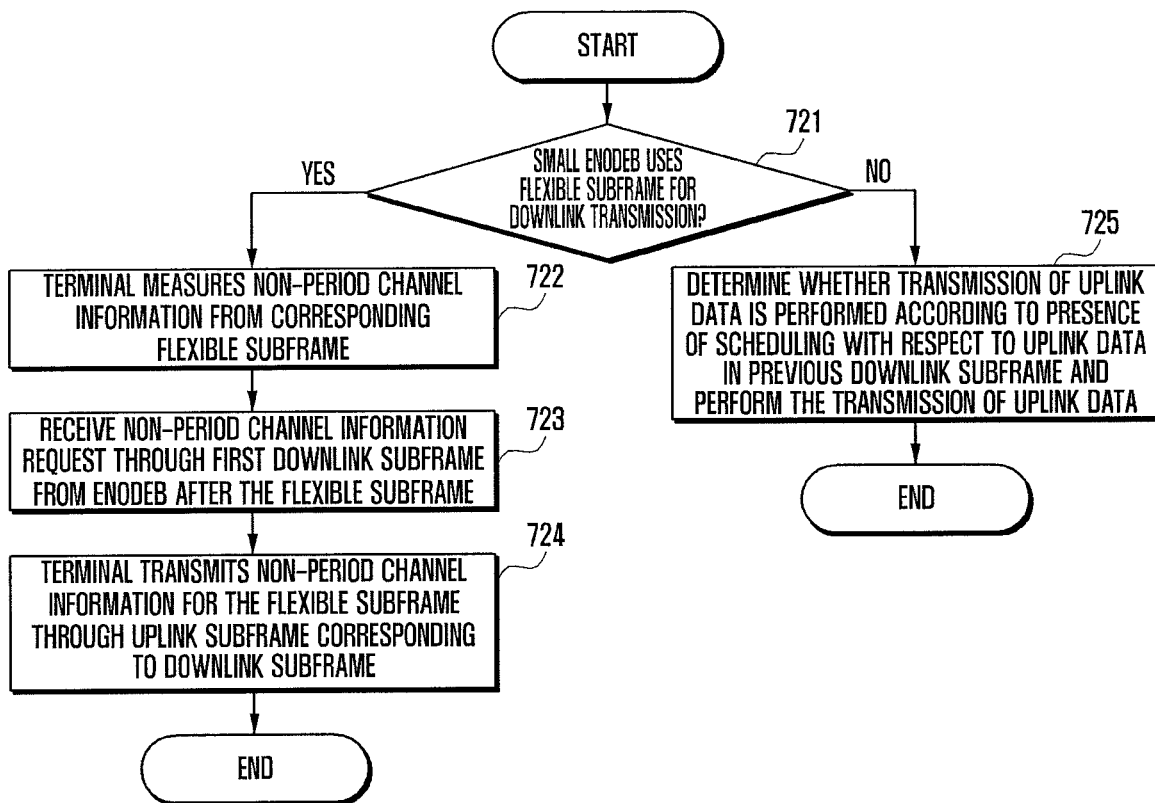 START
721
SMALL ENODEB USES
FLEXIBLE SUBFRAME FOR
DOWNLINK TRANSMISSION?
YES
NO
722
TERMINAL MEASURES NON-PERIOD CHANNEL
INFORMATION FROM CORRESPONDING
FLEXIBLE SUBFRAME
723
RECEIVE NON-PERIOD CHANNEL INFORMATION
REQUEST THROUGH FIRST DOWNLINK SUBFRAME
FROM ENODEB AFTER THE FLEXIBLE SUBFRAME
724
TERMINAL TRANSMITS NON-PERIOD CHANNEL
INFORMATION FOR THE FLEXIBLE SUBFRAME
THROUGH UPLINK SUBFRAME CORRESPONDING
TO DOWNLINK SUBFRAME
END
725
DETERMINE WHETHER TRANSMISSION OF UPLINK
DATA IS PERFORMED ACCORDING TO PRESENCE
OF SCHEDULING WITH RESPECT TO UPLINK DATA
IN PREVIOUS DOWNLINK SUBFRAME AND
PERFORM THE TRANSMISSION OF UPLINK DATA
END